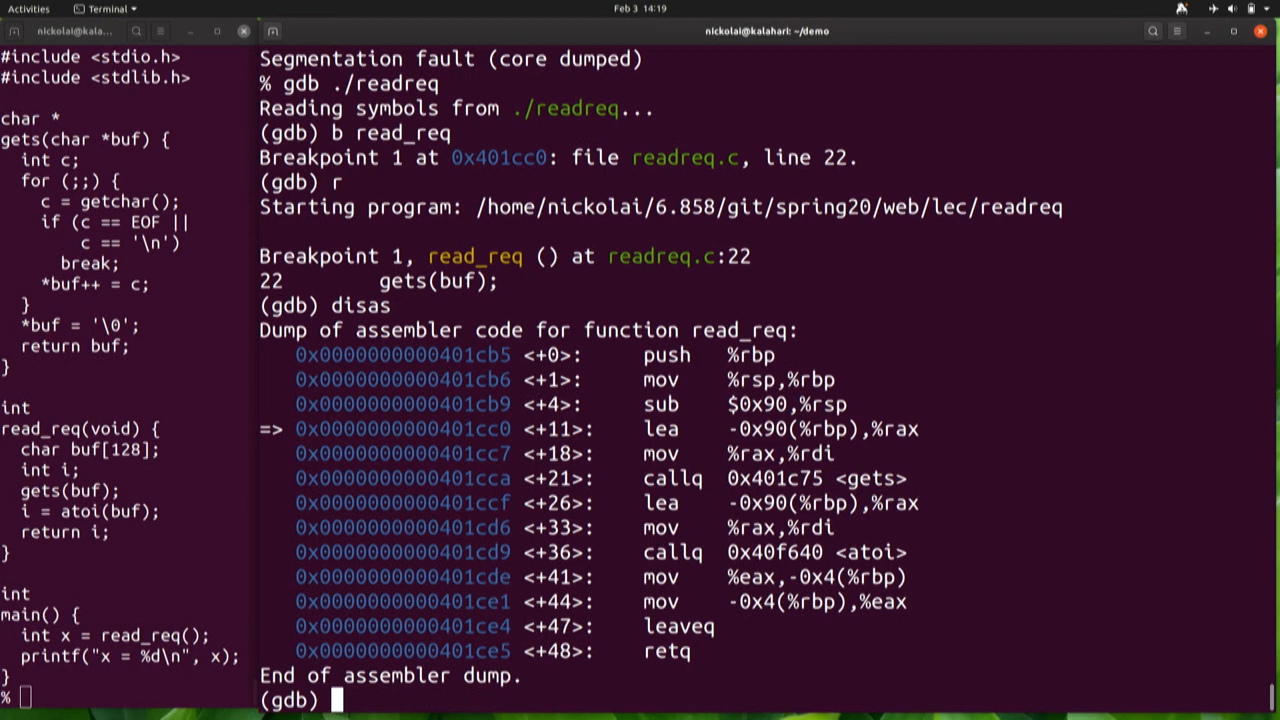 Activities
Terminal
Feb 3 14:19
nickolai@kala...
#include <stdio.h>
#include <stdlib.h>
char *
gets(char *buf) {
int c;
for (;;) {
c = getchar();
if (c == EOF ||
c == '\n')
break;
*buf++ = c;
}
*buf = '\0';
return buf;
}
int
read_req(void) {
char buf[128];
int i;
gets(buf);
i = atoi(buf);
return i;
}
int
main() {
int x = read_req();
printf("x = %d\n", x);
}
%
nickolai@kalahari: ~/demo
Segmentation fault (core dumped)
% gdb ./readreq
Reading symbols from ./readreq...
(gdb) b read_req
Breakpoint 1 at 0x401cc0: file readreq.c, line 22.
(gdb) r
Starting program: /home/nickolai/6.858/git/spring20/web/lec/readreq
Breakpoint 1, read_req () at readreq.c:22
22 gets(buf);
(gdb) disas
Dump of assembler code for function read_req:
0x0000000000401cb5 <+0>: push %rbp
0x0000000000401cb6 <+1>: mov %rsp,%rbp
0x0000000000401cb9 <+4>: sub $0x90,%rsp
=> 0x0000000000401cc0 <+11>: lea -0x90(%rbp),%rax
0x0000000000401cc7 <+18>: mov %rax,%rdi
0x0000000000401cca <+21>: callq 0x401c75 <gets>
0x0000000000401ccf <+26>: lea -0x90(%rbp),%rax
0x0000000000401cd6 <+33>: mov %rax,%rdi
0x0000000000401cd9 <+36>: callq 0x40f640 <atoi>
0x0000000000401cde <+41>: mov %eax,-0x4(%rbp)
0x0000000000401ce1 <+44>: mov -0x4(%rbp),%eax
0x0000000000401ce4 <+47>: leaveq
0x0000000000401ce5 <+48>: retq
End of assembler dump.
(gdb)